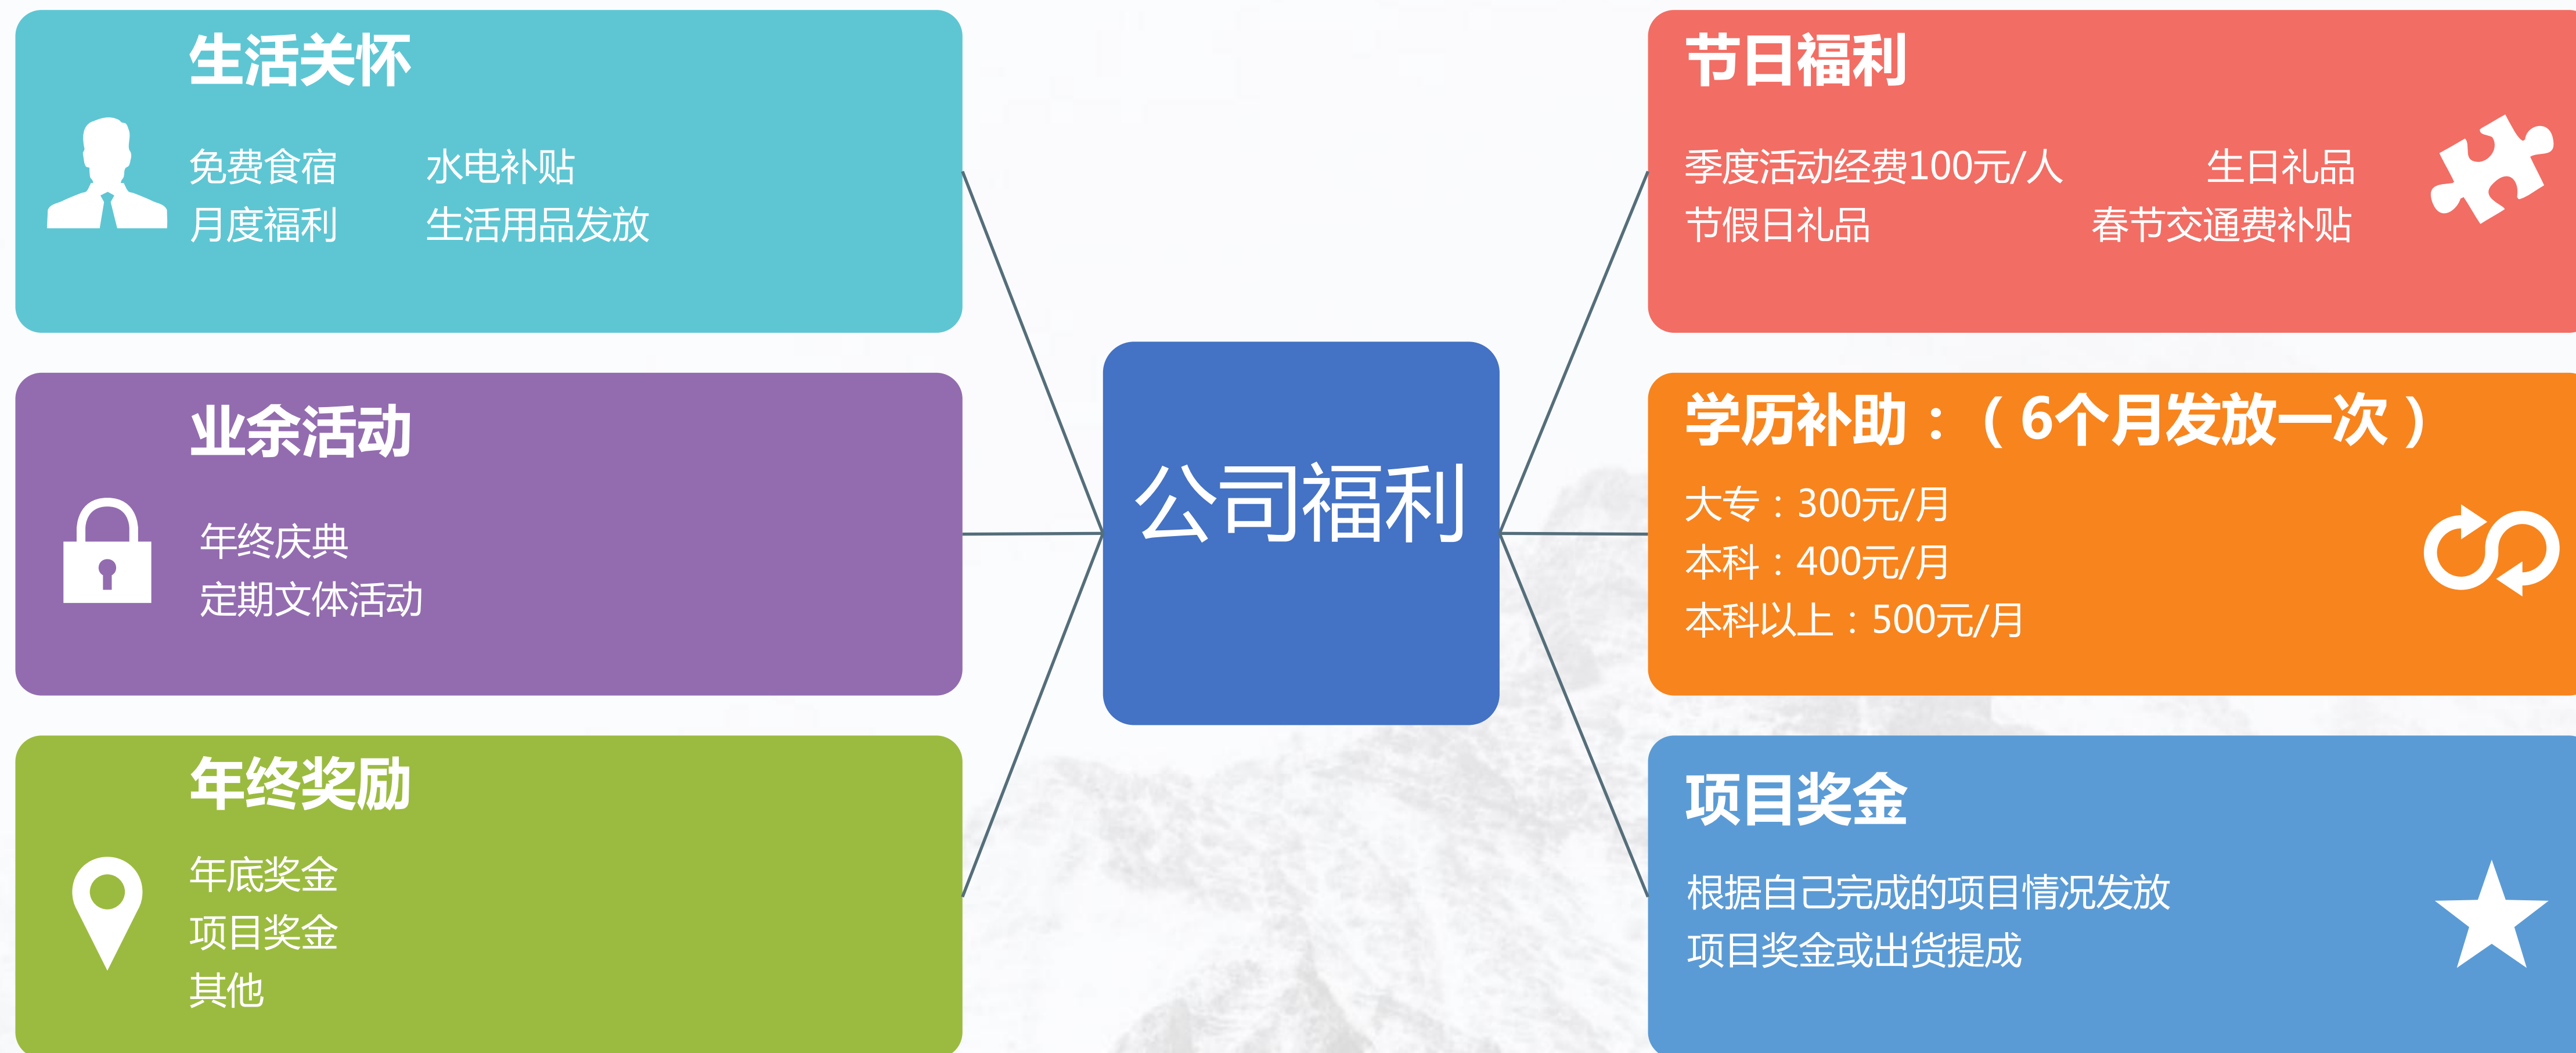 生活关怀
免费食宿 水电补贴
月度福利 生活用品发放
业余活动
年终庆典
定期文体活动
年终奖励
年底奖金
项目奖金
其他
公司福利
节日福利
季度活动经费100元/人 生日礼品
节假日礼品 春节交通费补贴
学历补助：（6个月发放一次）
大专：300元/月
本科：400元/月
本科以上：500元/月
项目奖金
根据自己完成的项目情况发放
项目奖金或出货提成